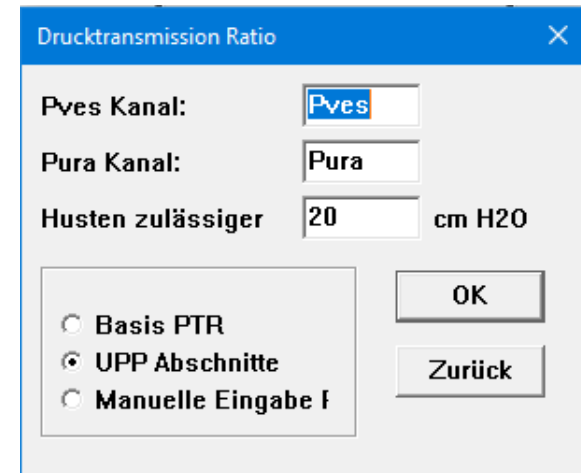 Drucktransmission Ratio
Pves Kanal: Pves
Pura Kanal: Pura
Husten zulässiger 20 cm H2O
OK
Basis PTR
UPP Abschnitte
Zurück
Manuelle Eingabe F